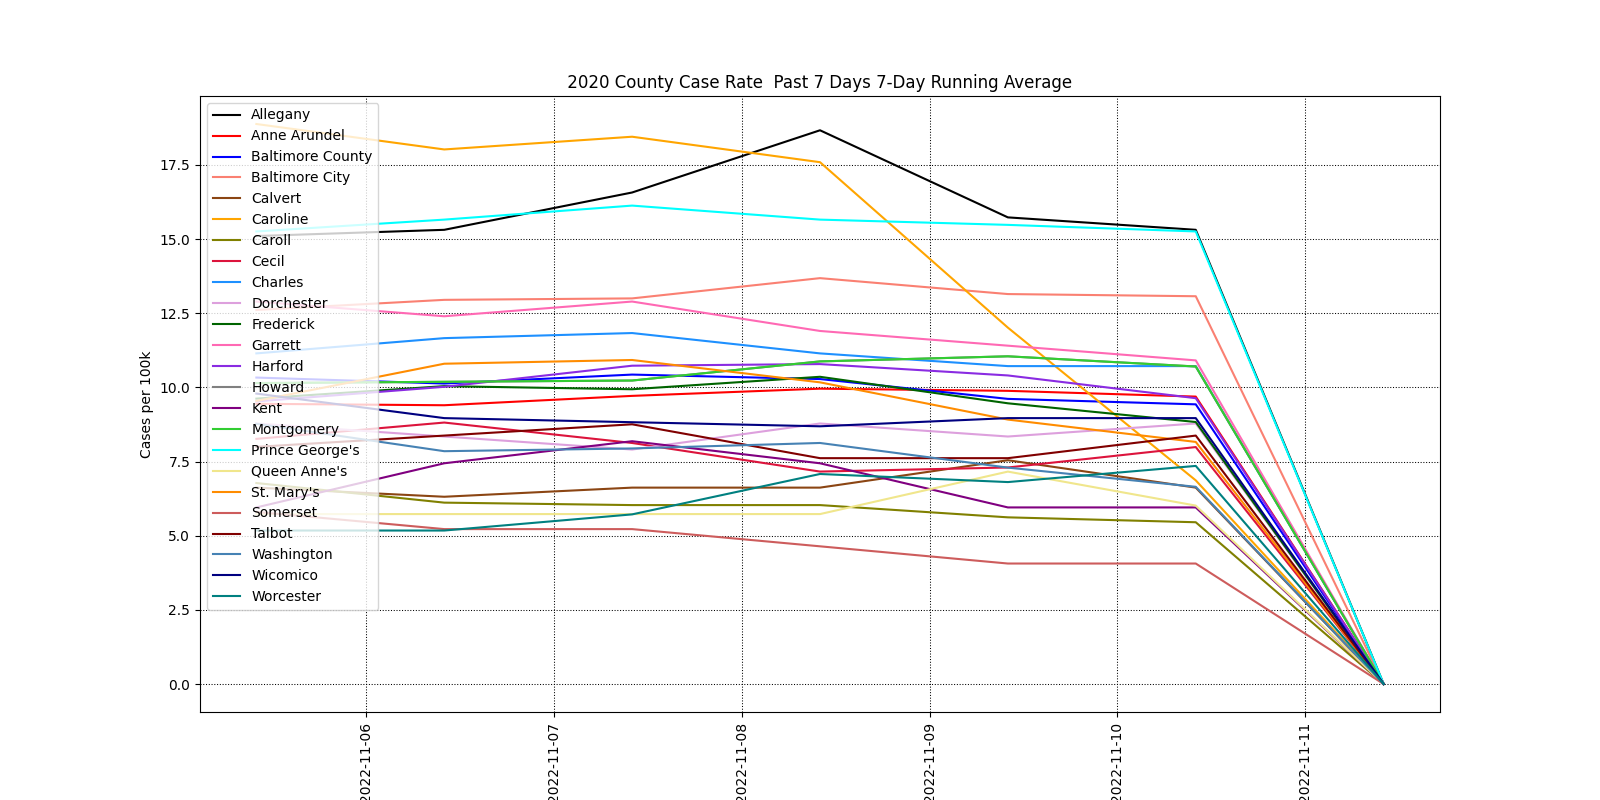 2020 County Case Rate  Past 7 Days 7-Day Running Average
Cases per 100k
17.5
15.0
12.5
10.0
7.5
5.0
2.5
0.0
Allegany
Anne Arundel
Baltimore County
Baltimore City
Calvert
Caroline
Caroll
Cecil
Charles
Dorchester
Frederick
Garrett
Harford
Howard
Kent
Montgomery
Prince George's
Queen Anne's
St. Mary's
Somerset
Talbot
Washington
Wicomico
Worcester
2022-11-06
2022-11-07
2022-11-08
2022-11-09
2022-11-10
2022-11-11